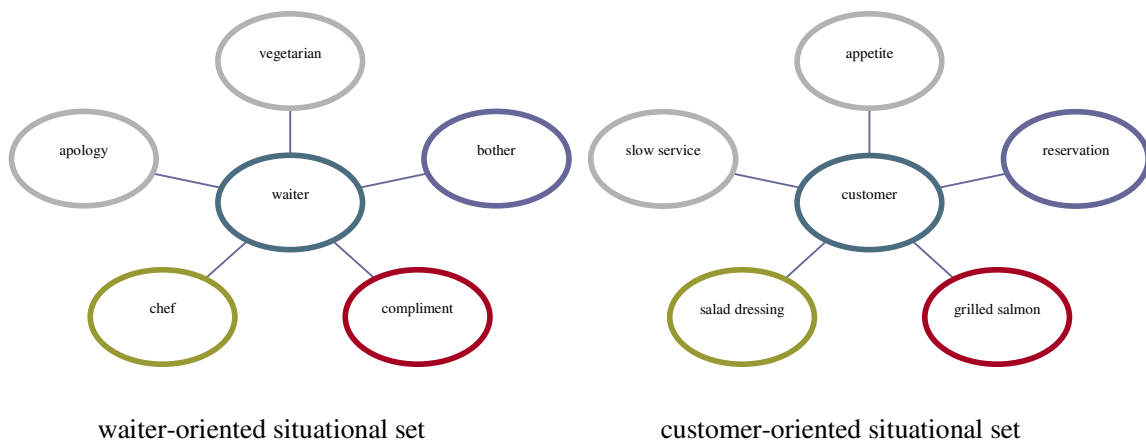 vegetarian
apology
bother
waiter
chef
compliment
waiter-oriented situational set
appetite
slow service
reservation
customer
salad dressing
grilled salmon
customer-oriented situational set